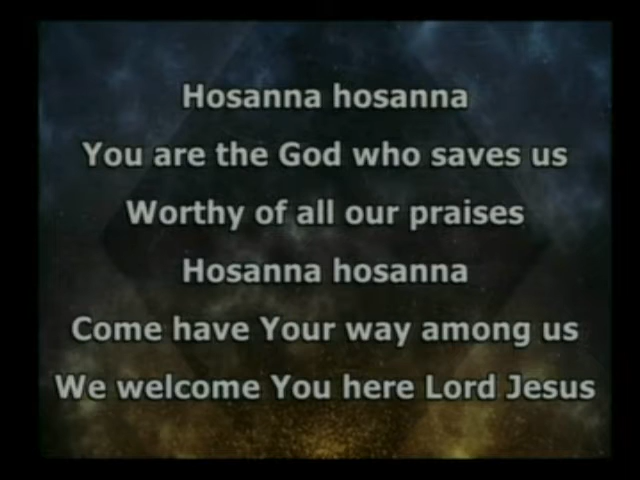 Hosanna hosanna
You are the God who saves us
Worthy of all our praises
Hosanna hosanna
Come have Your way among us
We welcome You here Lord Jesus